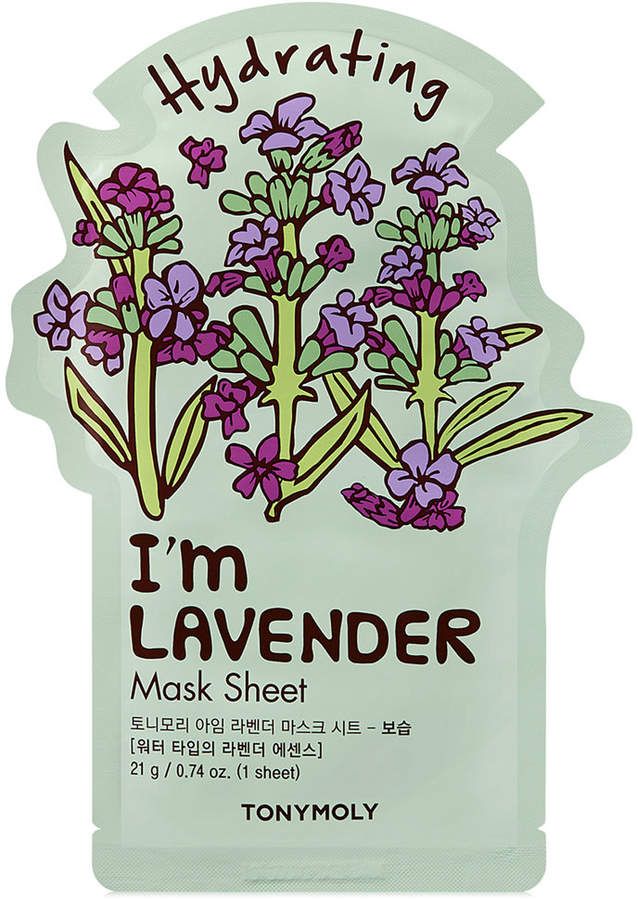 Hydrating
I'm
LAVENDER
Mask Sheet
토니모리 아임 라벤더 마스크 시트 – 보습
[워터 타입의 라벤더 에센스]
21 g / 0.74 oz. (1 sheet)
TONYMOLY